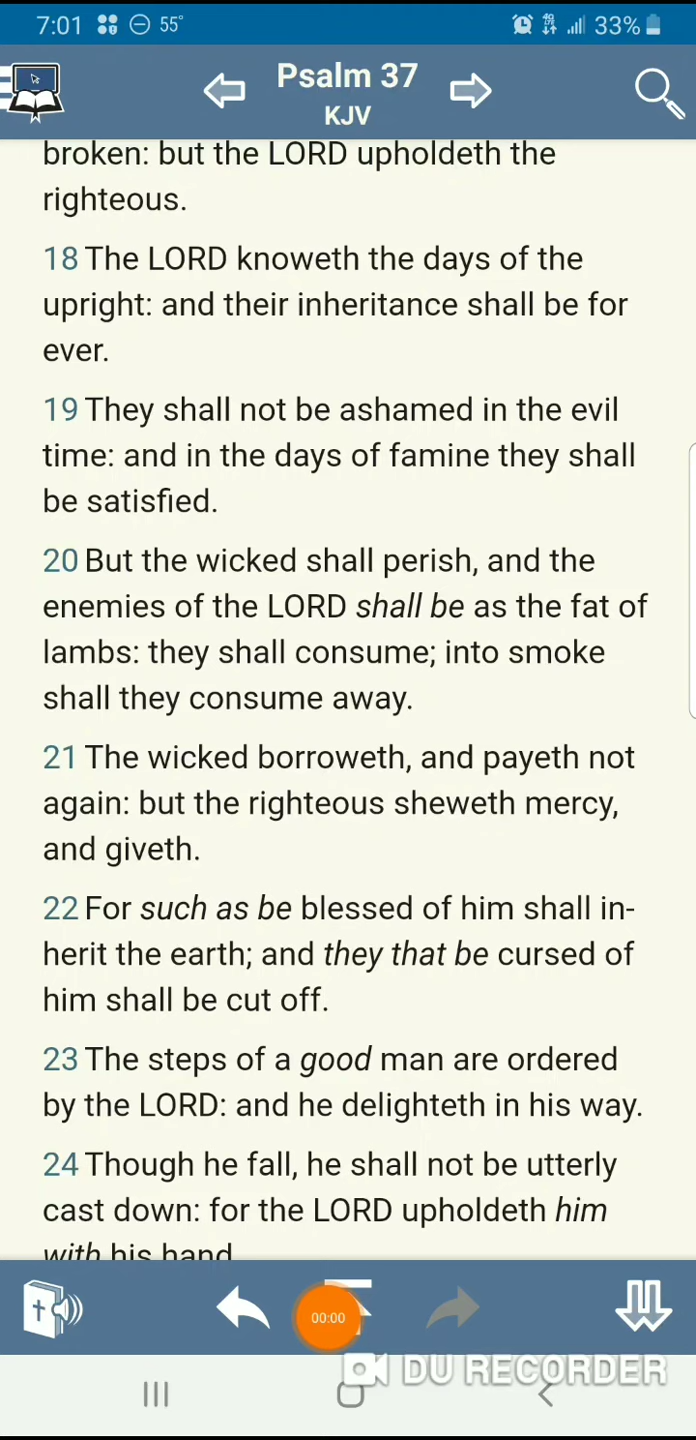 7:01 55°
33%
Psalm 37
KJV
broken: but the LORD upholdeth the
righteous.
18 The LORD knoweth the days of the
upright: and their inheritance shall be for
ever.
19 They shall not be ashamed in the evil
time: and in the days of famine they shall
be satisfied.
20 But the wicked shall perish, and the
enemies of the LORD shall be as the fat of
lambs: they shall consume; into smoke
shall they consume away.
21 The wicked borroweth, and payeth not
again: but the righteous sheweth mercy,
and giveth.
22 For such as be blessed of him shall in-
herit the earth; and they that be cursed of
him shall be cut off.
23 The steps of a good man are ordered
by the LORD: and he delighteth in his way.
24 Though he fall, he shall not be utterly
cast down: for the LORD upholdeth him
with his hand
00:00
DU RECORDER